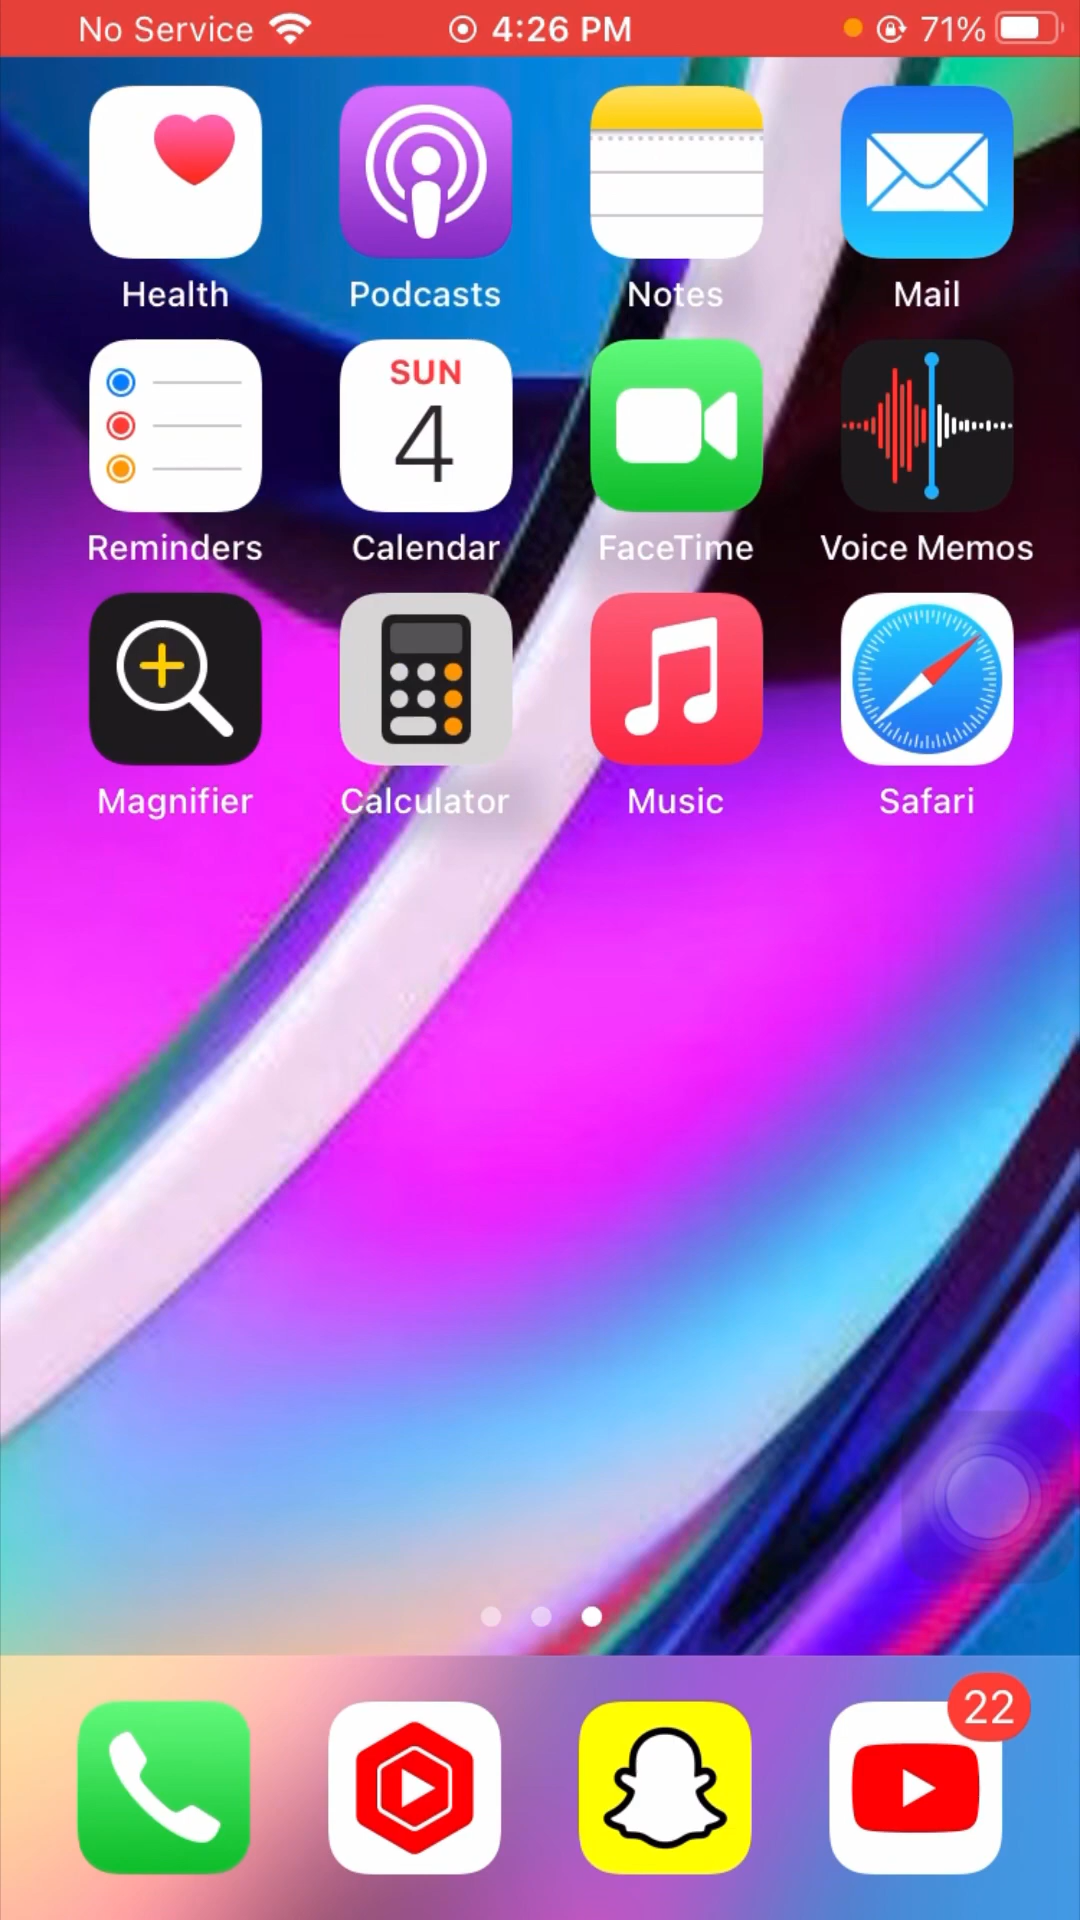 No Service 4:26 PM 71%
Health Podcasts Notes Mail
SUN
4
Reminders Calendar FaceTime Voice Memos
Magnifier Calculator Music Safari
22